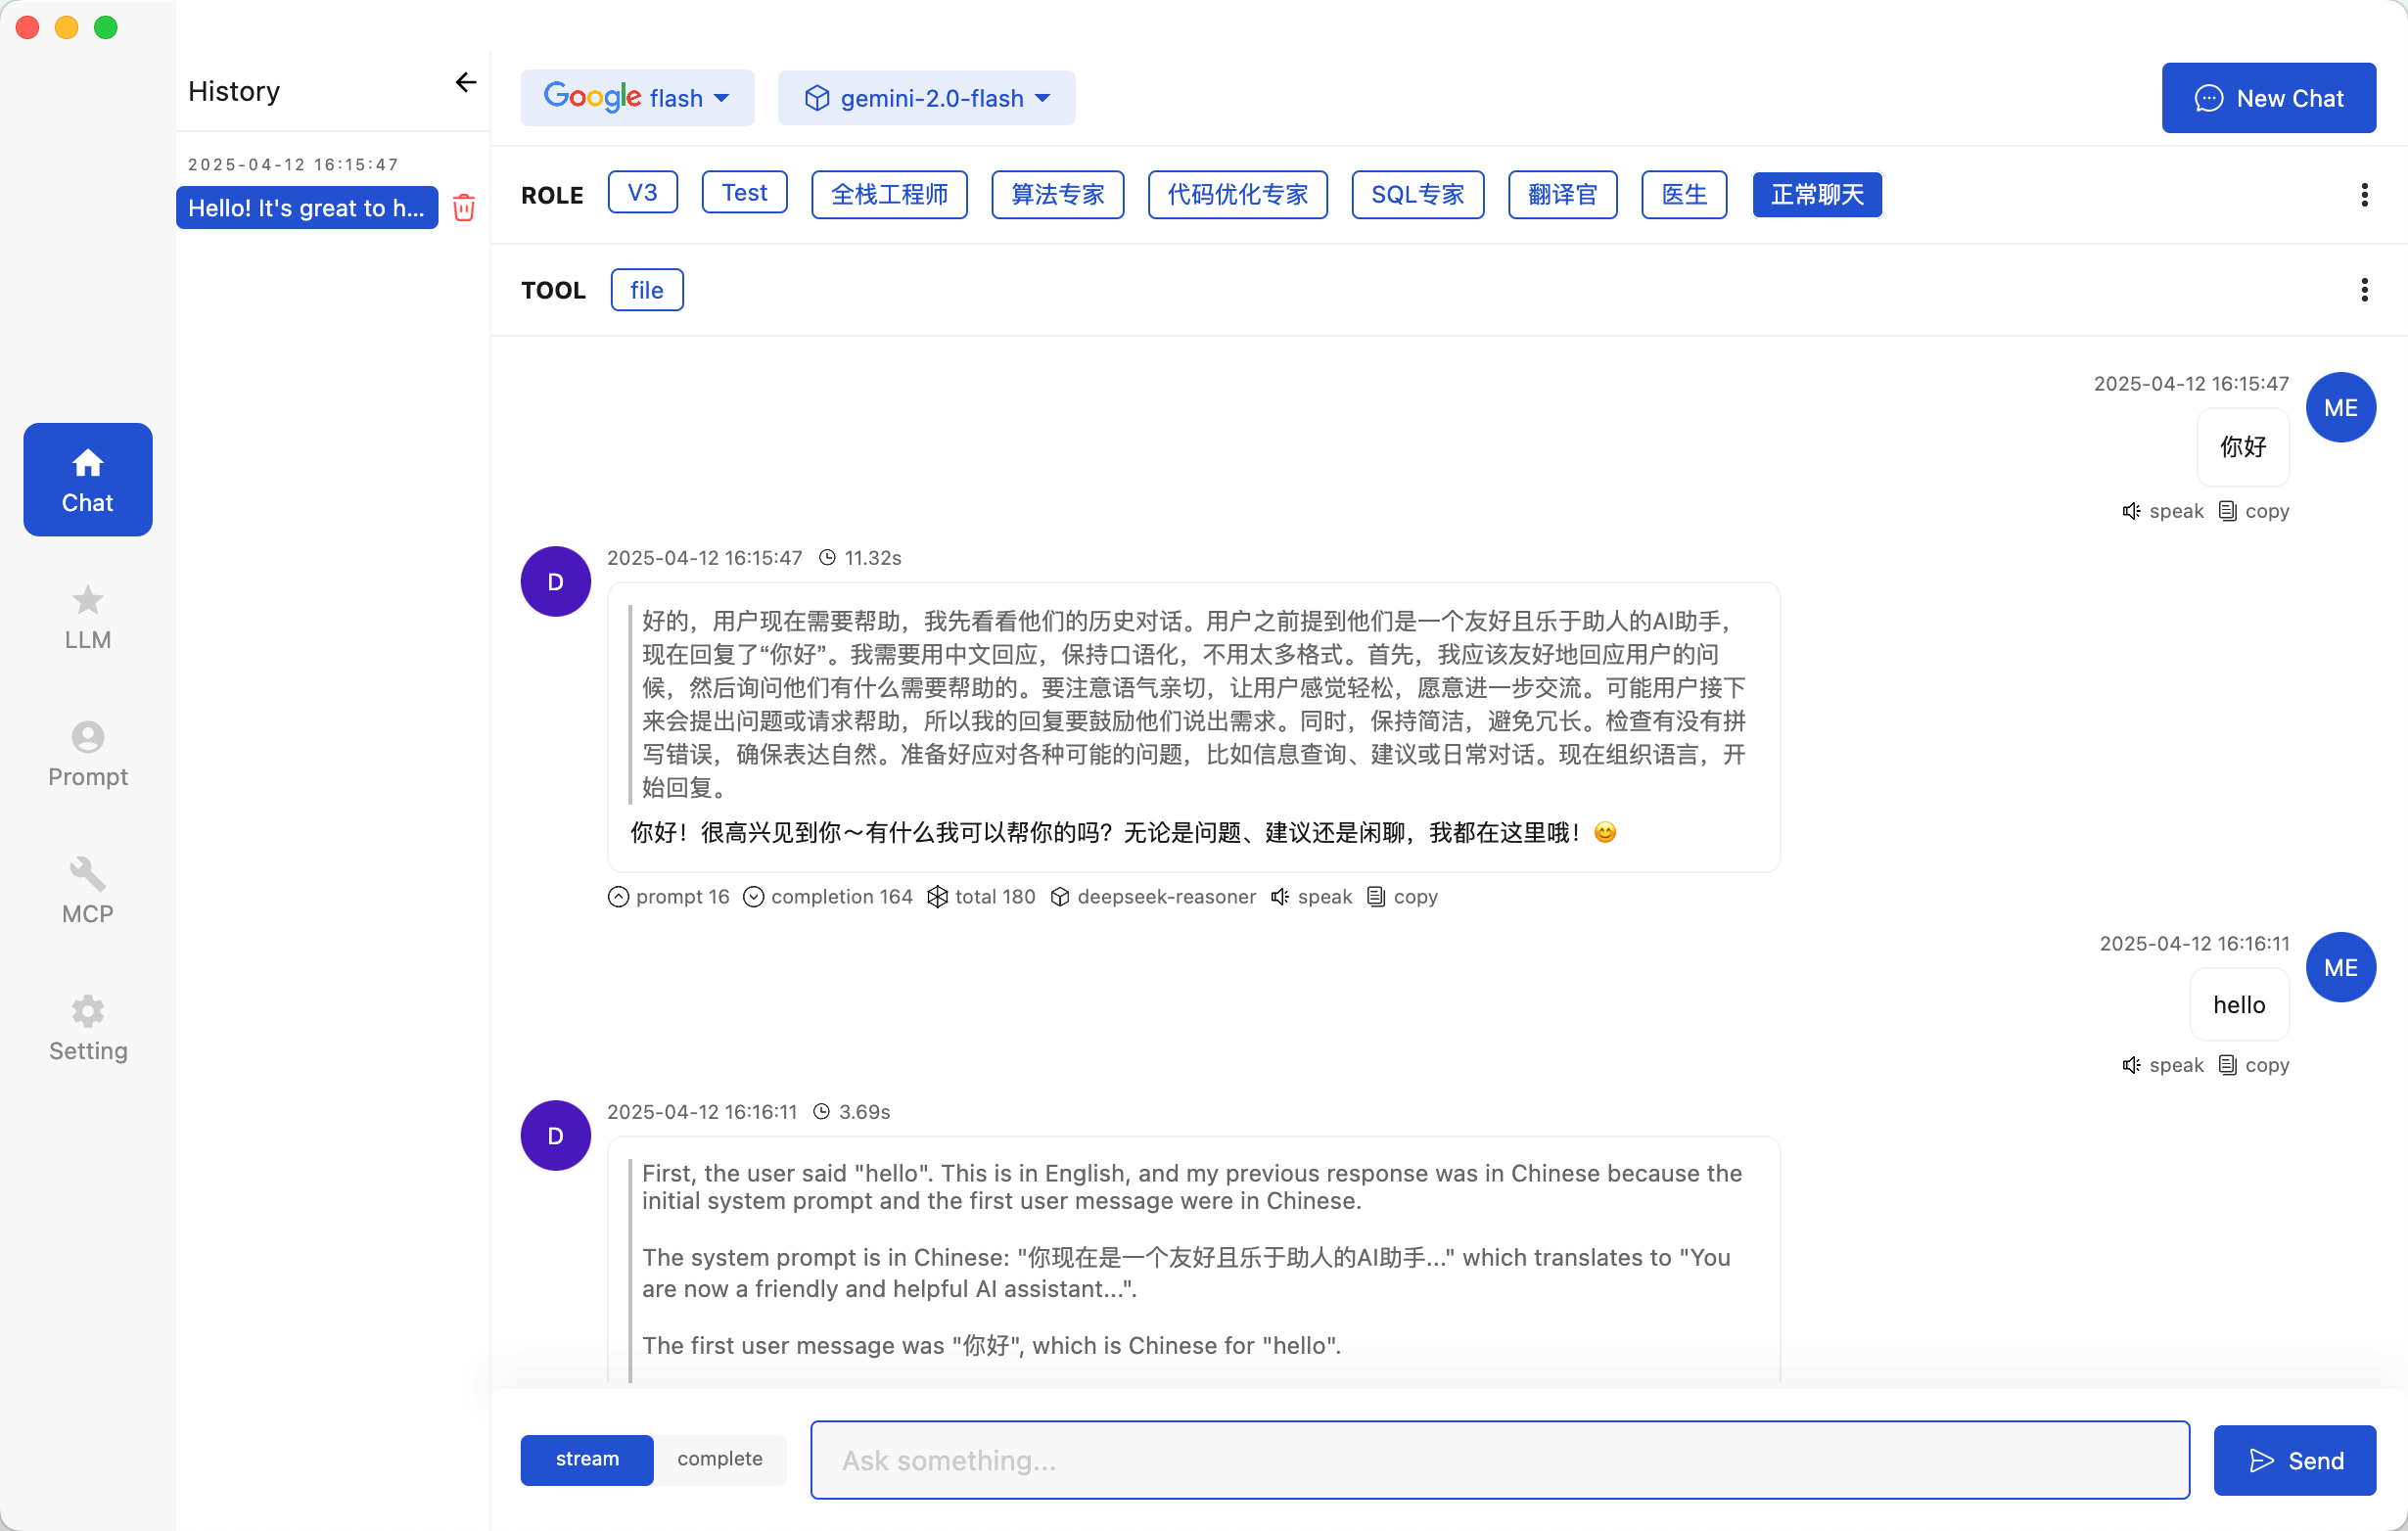 History
2025-04-12 16:15:47
Hello! It's great to h...
Chat
LLM
Prompt
MCP
Setting
Google flash
gemini-2.0-flash
New Chat
ROLE V3 Test 全栈工程师 算法专家 代码优化专家 SQL专家 翻译官 医生 正常聊天
TOOL file
2025-04-12 16:15:47
ME
你好
speak copy
D
2025-04-12 16:15:47 11.32s
好的，用户现在需要帮助，我先看看他们的历史对话。用户之前提到他们是一个友好且乐于助人的AI助手，
现在回复了“你好”。我需要用中文回应，保持口语化，不用太多格式。首先，我应该友好地回应用户的问
候，然后询问他们有什么需要帮助的。要注意语气亲切，让用户感觉轻松，愿意进一步交流。可能用户接下
来会提出问题或请求帮助，所以我的回复要鼓励他们说出需求。同时，保持简洁，避免冗长。检查有没有拼
写错误，确保表达自然。准备好应对各种可能的问题，比如信息查询、建议或日常对话。现在组织语言，开
始回复。
你好！很高兴见到你～有什么我可以帮你的吗？无论是问题、建议还是闲聊，我都在这里哦！😊
prompt 16 completion 164 total 180 deepseek-reasoner speak copy
2025-04-12 16:16:11
ME
hello
speak copy
D
2025-04-12 16:16:11 3.69s
First, the user said "hello". This is in English, and my previous response was in Chinese because the
initial system prompt and the first user message were in Chinese.
The system prompt is in Chinese: "你现在是一个友好且乐于助人的AI助手..." which translates to "You
are now a friendly and helpful AI assistant...".
The first user message was "你好", which is Chinese for "hello".
stream complete
Ask something...
Send